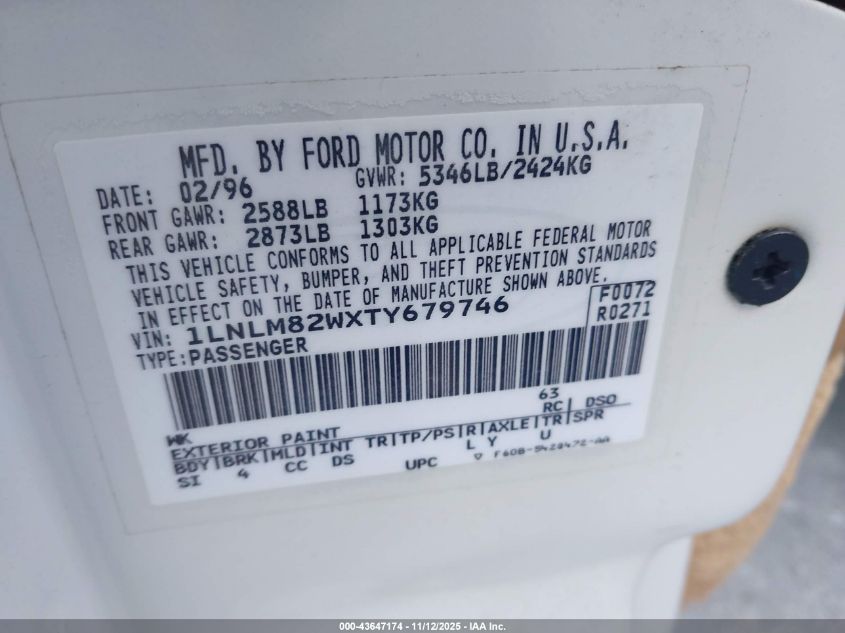 MFD. BY FORD MOTOR CO. IN U.S.A.
DATE: 02/96 GVWR: 5346LB/2424KG
FRONT GAWR: 2588LB 1173KG
REAR GAWR: 2873LB 1303KG
THIS VEHICLE CONFORMS TO ALL APPLICABLE FEDERAL MOTOR
VEHICLE SAFETY, BUMPER, AND THEFT PREVENTION STANDARDS
IN EFFECT ON THE DATE OF MANUFACTURE SHOWN ABOVE.
VIN: 1LNLM82WXTY679746 F0072
TYPE: PASSENGER R0271
WK 63
EXTERIOR PAINT RC DSO
BDY BRK MLD INT TR TP/PS R AXLE TR SPR
SI 4 CC DS L Y U
UPC F60B-5420472-AA
000-43647174 - 11/12/2025 - IAA Inc.